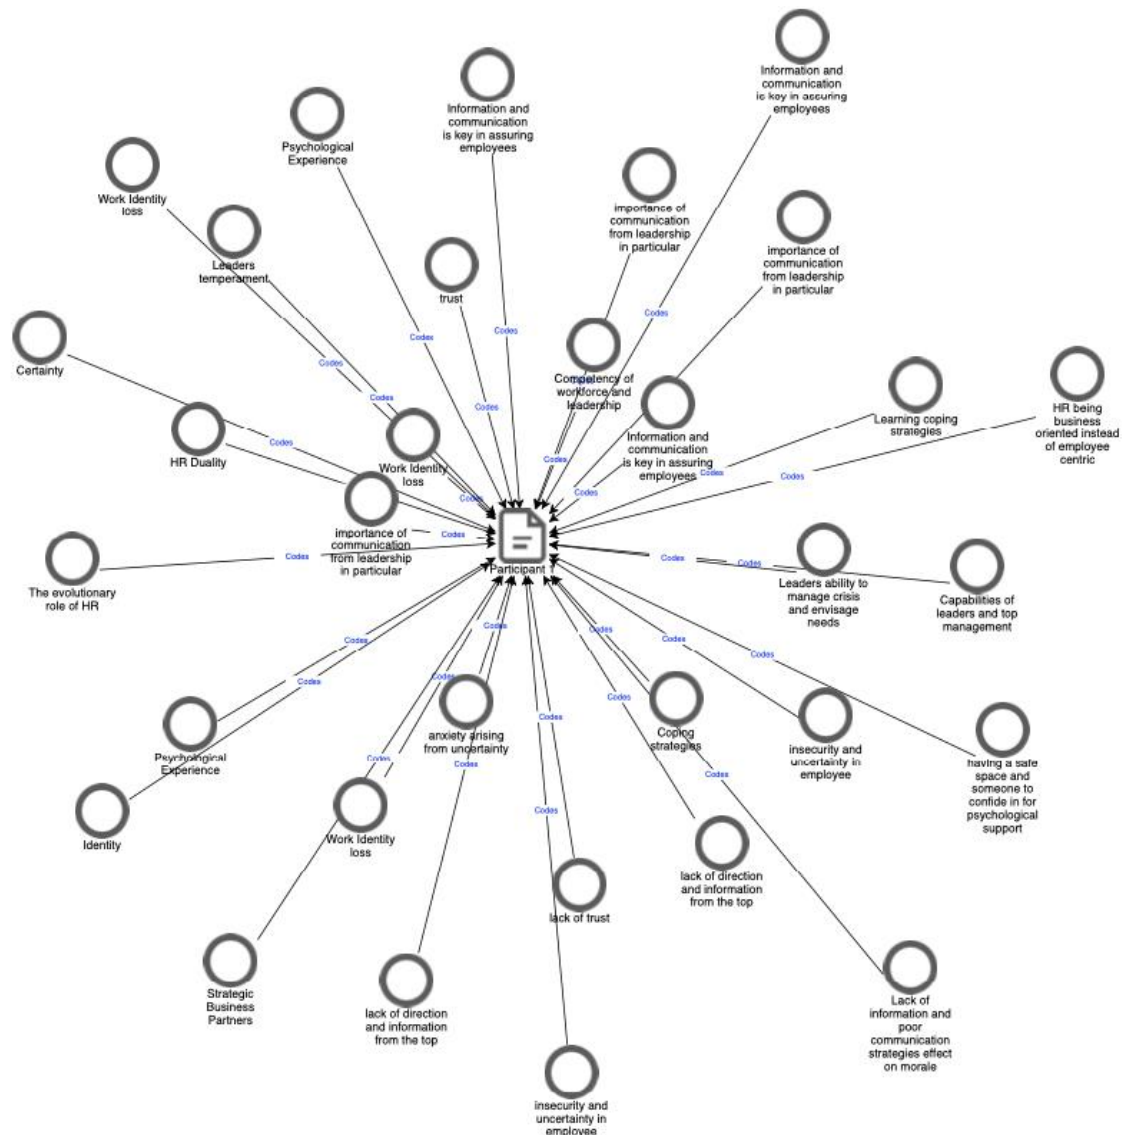 Information and
communication
is key in assuring
employees
Information and
communication
is key in assuring
employees
Psychological
Experience
Work Identity
loss
importance of
communication
from leadership
in particular
importance of
communication
from leadership
in particular
Leaders
temperament
trust
Codes
Codes
Codes
Codes
Certainty
Codes
Codes
Competency of
workforce and
leadership
Codes
Learning coping
strategies
HR being
business
oriented instead
of employee
centric
HR Duality
Codes
Work Identity
loss
Information and
communication
is key in assuring
employees
Codes
Codes
Codes
Codes
Codes
importance of
communication
from leadership
in particular
Codes
Participant 1
Codes
The evolutionary
role of HR
Codes
Codes
Leaders ability to
manage crisis
and envisage
needs
Capabilities of
leaders and top
management
Codes
Codes
Codes
Codes
Codes
Codes
Codes
Codes
Psychological
Experience
anxiety arising
from uncertainty
Coping
strategies
insecurity and
uncertainty in
employee
having a safe
space and
someone to
confide in for
psychological
support
Codes
Codes
Codes
Codes
Identity
Work Identity
loss
Codes
lack of direction
and information
from the top
lack of trust
Strategic
Business
Partners
lack of direction
and information
from the top
Lack of
information and
poor
communication
strategies effect
on morale
insecurity and
uncertainty in
employee